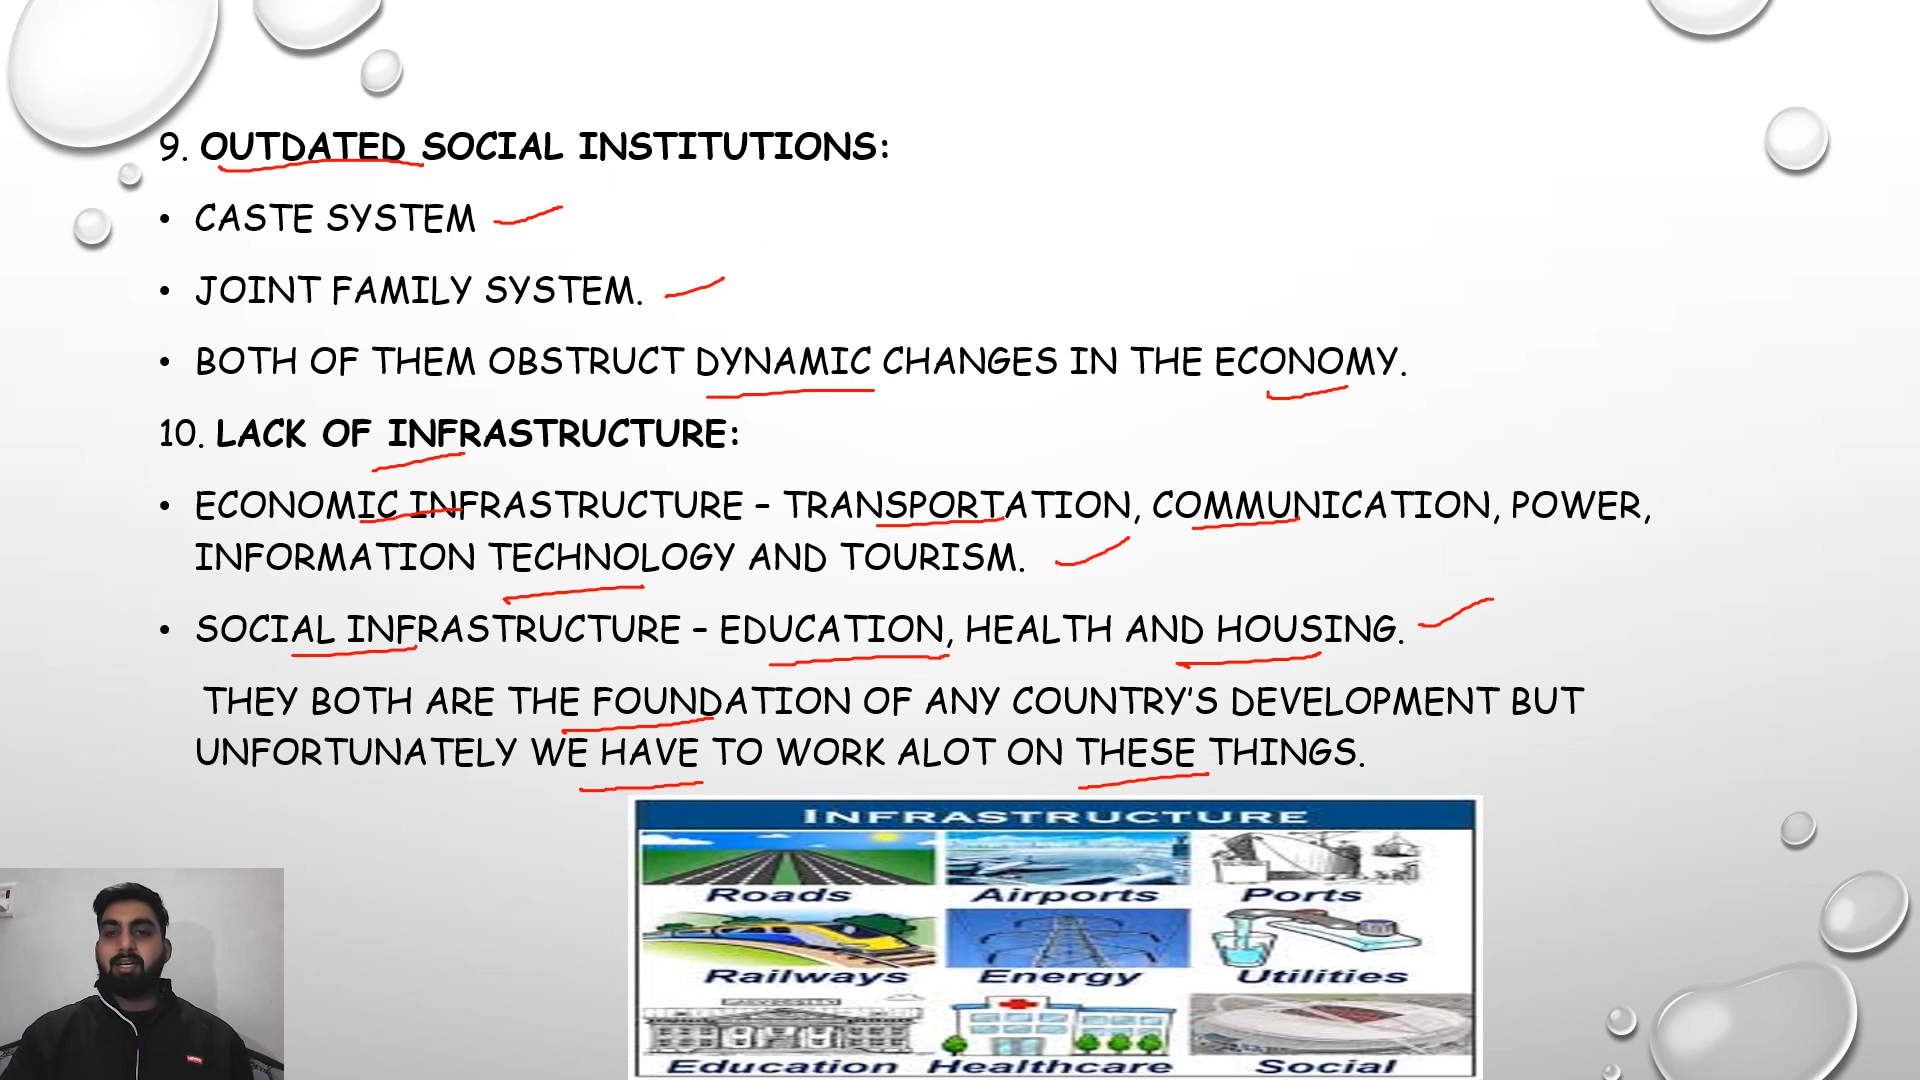 9. OUTDATED SOCIAL INSTITUTIONS:
• CASTE SYSTEM
• JOINT FAMILY SYSTEM.
• BOTH OF THEM OBSTRUCT DYNAMIC CHANGES IN THE ECONOMY.
10. LACK OF INFRASTRUCTURE:
• ECONOMIC INFRASTRUCTURE – TRANSPORTATION, COMMUNICATION, POWER,
INFORMATION TECHNOLOGY AND TOURISM.
• SOCIAL INFRASTRUCTURE – EDUCATION, HEALTH AND HOUSING.
THEY BOTH ARE THE FOUNDATION OF ANY COUNTRY'S DEVELOPMENT BUT
UNFORTUNATELY WE HAVE TO WORK ALOT ON THESE THINGS.
INFRASTRUCTURE
Roads Airports Ports
Railways Energy Utilities
UNIVERSITY
Education Healthcare Social